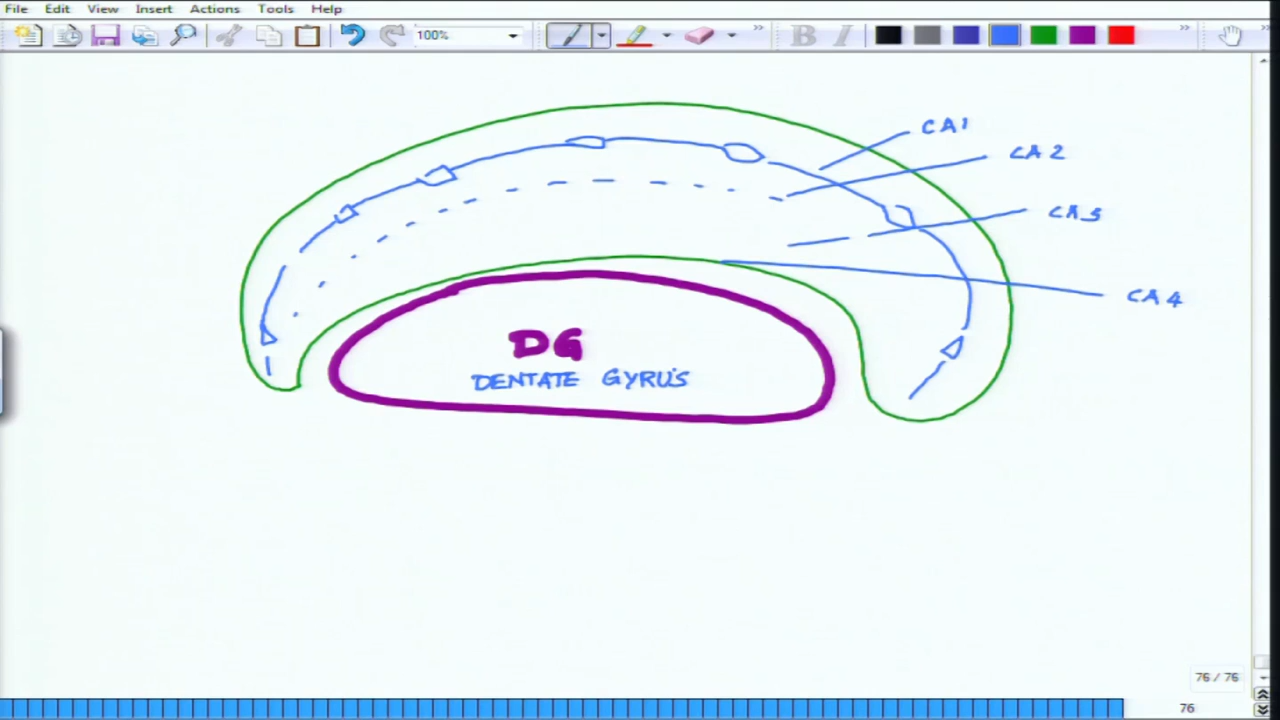 File Edit View Insert Actions Tools Help
100%
B I
CA1
CA2
CA3
CA4
DG
DENTATE GYRUS
76 / 76
76